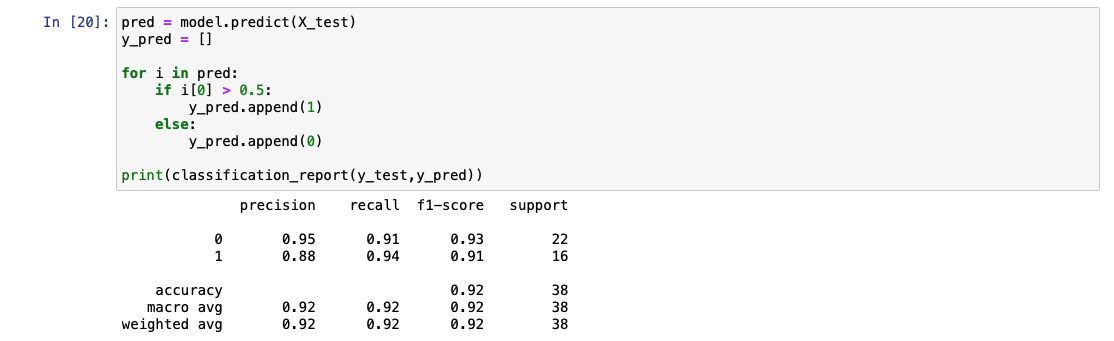 In [20]: pred = model.predict(X_test)
y_pred = []
for i in pred:
    if i[0] > 0.5:
        y_pred.append(1)
    else:
        y_pred.append(0)
print(classification_report(y_test,y_pred))
              precision    recall  f1-score   support
           0       0.95      0.91      0.93        22
           1       0.88      0.94      0.91        16
    accuracy                           0.92        38
   macro avg       0.92      0.92      0.92        38
weighted avg       0.92      0.92      0.92        38